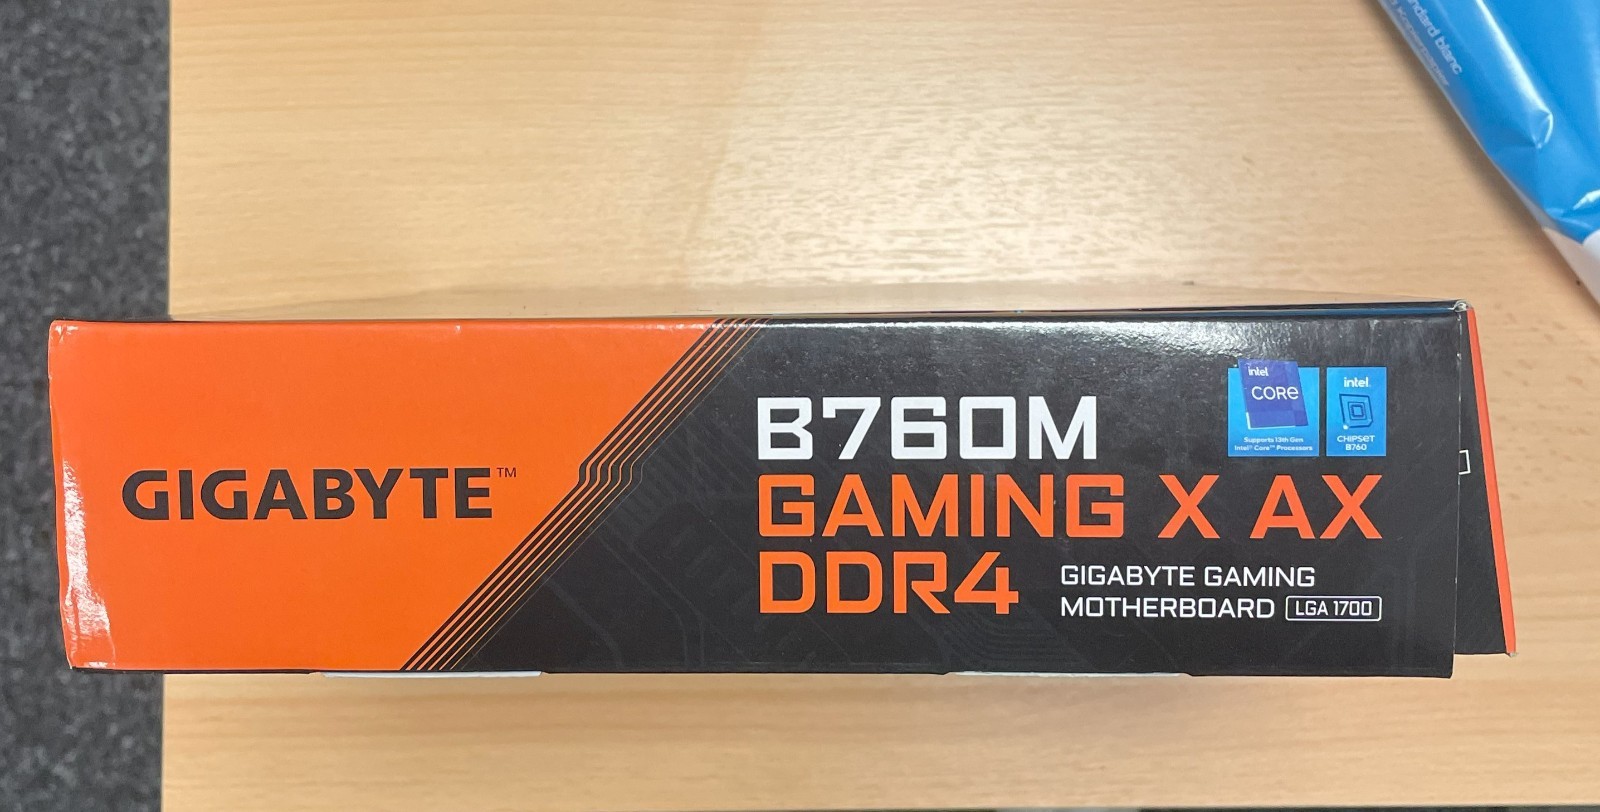 GIGABYTE™
B760M
GAMING X AX
DDR4
GIGABYTE GAMING
MOTHERBOARD LGA 1700
intel
CORE
Supports 13th Gen
Intel® Core™ Processors
intel
CHIPSET
B760
blanc